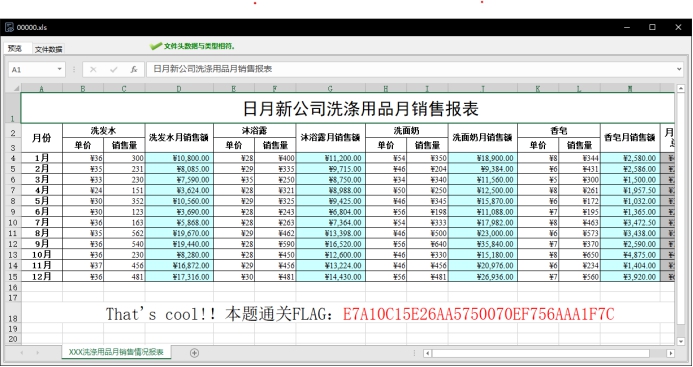 00000.xls
预览 文件数据 文件头数据与类型相符。
A1 fx 日月新公司洗涤用品月销售报表
A B C D E F G H I J K L M
1 日月新公司洗涤用品月销售报表
2 月份 洗发水 洗发水月销售额 沐浴露 沐浴露月销售额 洗面奶 洗面奶月销售额 香皂 香皂月销售额 月
3 单价 销售量 单价 销售量 单价 销售量 单价 销售量
4 1月 ¥36 300 ¥10,800.00 ¥28 ¥400 ¥11,200.00 ¥54 ¥350 ¥18,900.00 ¥8 ¥344 ¥2,580.00
5 2月 ¥35 231 ¥8,085.00 ¥29 ¥335 ¥9,715.00 ¥46 ¥204 ¥9,384.00 ¥6 ¥431 ¥2,586.00
6 3月 ¥33 230 ¥7,590.00 ¥35 ¥250 ¥8,750.00 ¥34 ¥340 ¥11,560.00 ¥5 ¥300 ¥1,500.00
7 4月 ¥24 151 ¥3,624.00 ¥28 ¥321 ¥8,988.00 ¥50 ¥250 ¥12,500.00 ¥8 ¥261 ¥1,957.50
8 5月 ¥30 352 ¥10,560.00 ¥29 ¥325 ¥9,425.00 ¥46 ¥345 ¥15,870.00 ¥6 ¥172 ¥1,032.00
9 6月 ¥30 123 ¥3,690.00 ¥28 ¥243 ¥6,804.00 ¥56 ¥198 ¥11,088.00 ¥7 ¥195 ¥1,365.00
10 7月 ¥36 163 ¥5,868.00 ¥28 ¥263 ¥7,364.00 ¥54 ¥333 ¥17,982.00 ¥8 ¥463 ¥3,472.50
11 8月 ¥35 562 ¥19,670.00 ¥29 ¥462 ¥13,398.00 ¥46 ¥500 ¥23,000.00 ¥6 ¥573 ¥3,438.00
12 9月 ¥36 540 ¥19,440.00 ¥28 ¥590 ¥16,520.00 ¥56 ¥640 ¥35,840.00 ¥7 ¥370 ¥2,590.00
13 10月 ¥36 230 ¥8,280.00 ¥28 ¥450 ¥12,600.00 ¥46 ¥330 ¥15,180.00 ¥8 ¥650 ¥4,875.00
14 11月 ¥37 456 ¥16,872.00 ¥29 ¥456 ¥13,224.00 ¥46 ¥456 ¥20,976.00 ¥6 ¥234 ¥1,404.00
15 12月 ¥36 481 ¥17,316.00 ¥30 ¥481 ¥14,430.00 ¥56 ¥481 ¥26,936.00 ¥7 ¥560 ¥3,920.00
16
17
18 That's cool!! 本题通关FLAG: E7A10C15E26AA5750070EF756AAA1F7C
19
20
XXX洗涤用品月销售情况报表